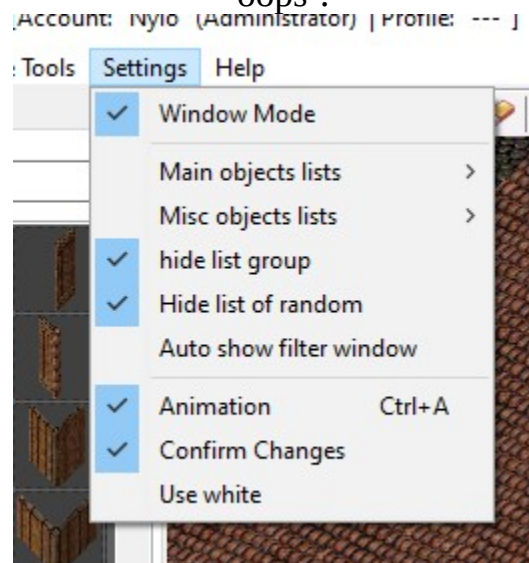 oops .
[Account: Nylo (Administrator) | Profile: --- ]
Tools Settings Help
Window Mode
Main objects lists
Misc objects lists
hide list group
Hide list of random
Auto show filter window
Animation Ctrl+A
Confirm Changes
Use white